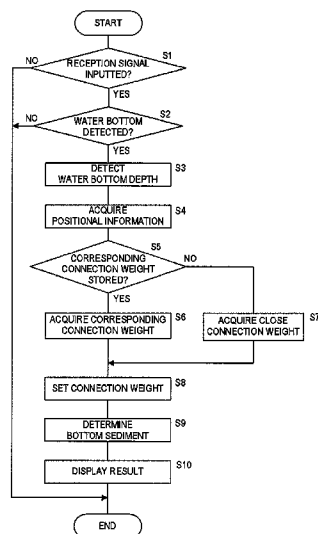 START
S1
NO
RECEPTION SIGNAL
INPUTTED?
YES
S2
NO
WATER BOTTOM
DETECTED?
YES
DETECT
WATER BOTTOM DEPTH
S3
ACQUIRE
POSITIONAL INFORMATION
S4
S5
CORRESPONDING
CONNECTION WEIGHT
STORED?
NO
YES
ACQUIRE CORRESPONDING
CONNECTION WEIGHT
S6
ACQUIRE CLOSE
CONNECTION WEIGHT
S7
SET CONNECTION WEIGHT
S8
DETERMINE
BOTTOM SEDIMENT
S9
DISPLAY RESULT
S10
END